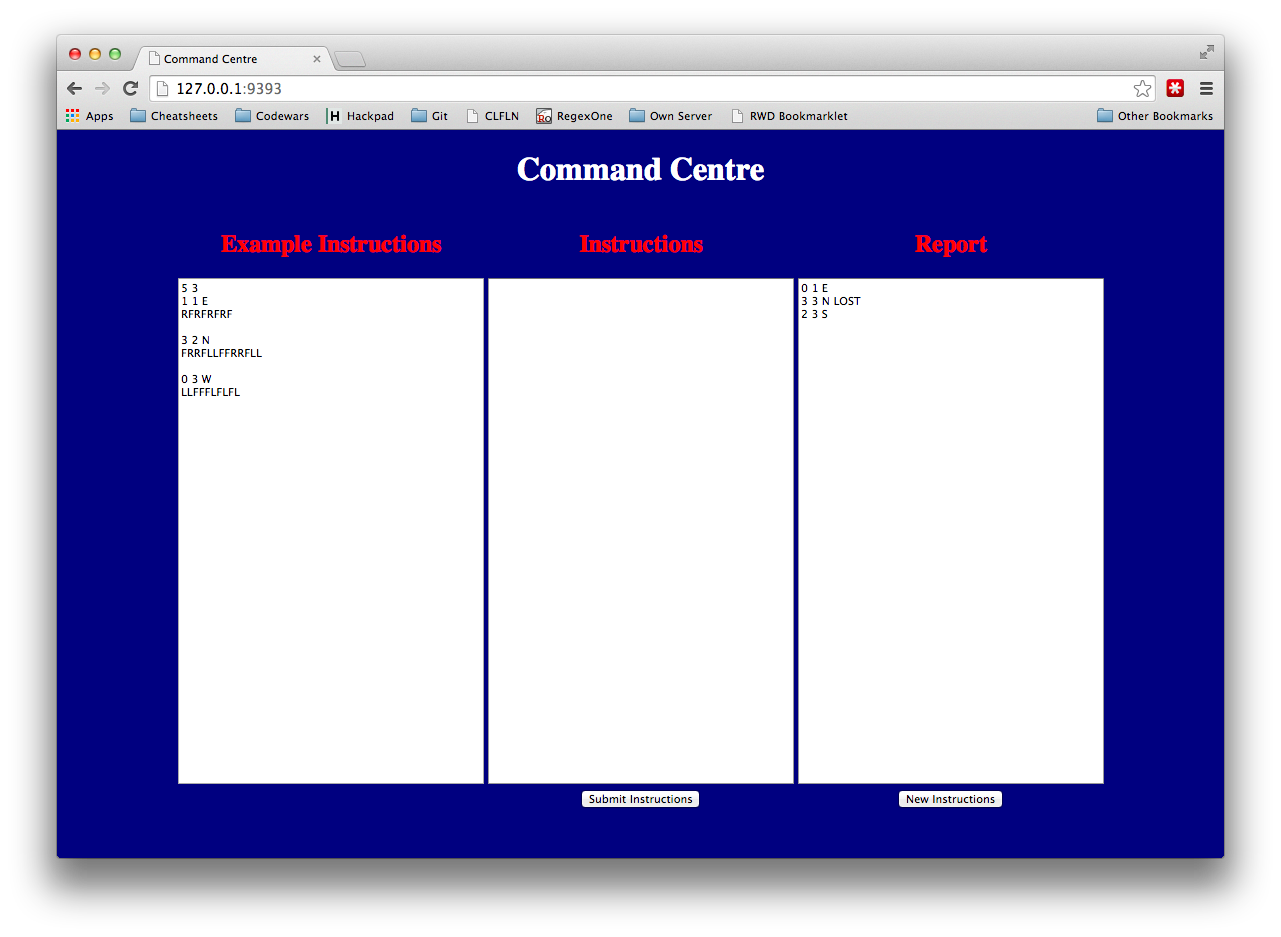 Command Centre
127.0.0.1:9393
Apps Cheatsheets Codewars H Hackpad Git CLFLN RO RegexOne Own Server RWD Bookmarklet Other Bookmarks
Command Centre
Example Instructions
5 3
1 1 E
RFRFRFRF
3 2 N
FRRFLLFFRRFLL
0 3 W
LLFFFLFLFL
Instructions
Submit Instructions
Report
0 1 E
3 3 N LOST
2 3 S
New Instructions